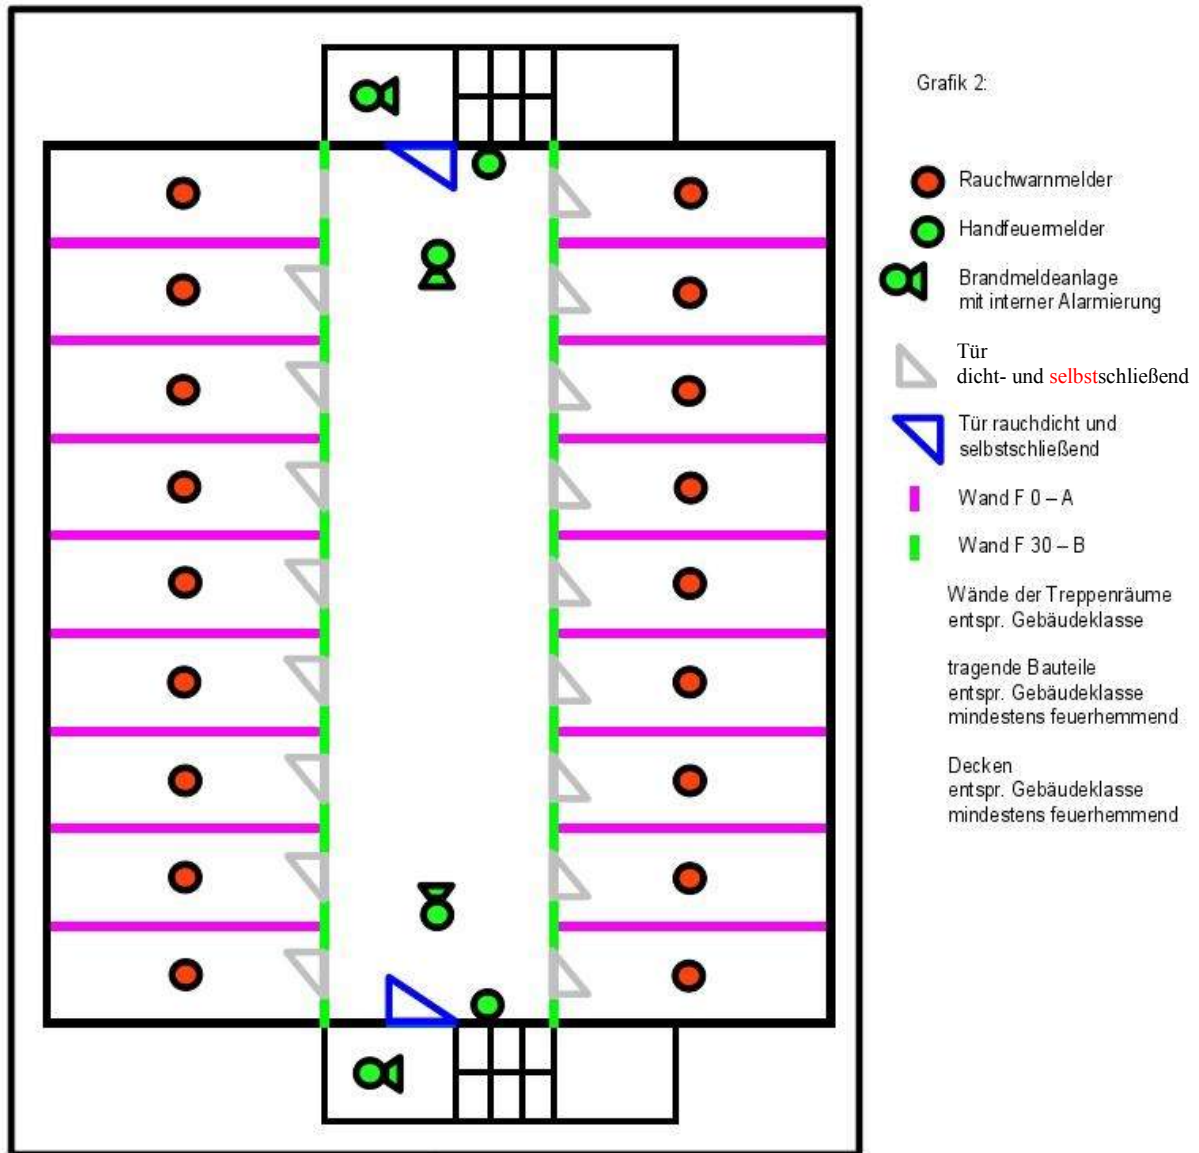 Grafik 2:
Rauchwarnmelder
Handfeuermelder
Brandmeldeanlage
mit interner Alarmierung
Tür
dicht- und selbstschließend
Tür rauchdicht und
selbstschließend
Wand F 0 – A
Wand F 30 – B
Wände der Treppenräume
entspr. Gebäudeklasse
tragende Bauteile
entspr. Gebäudeklasse
mindestens feuerhemmend
Decken
entspr. Gebäudeklasse
mindestens feuerhemmend